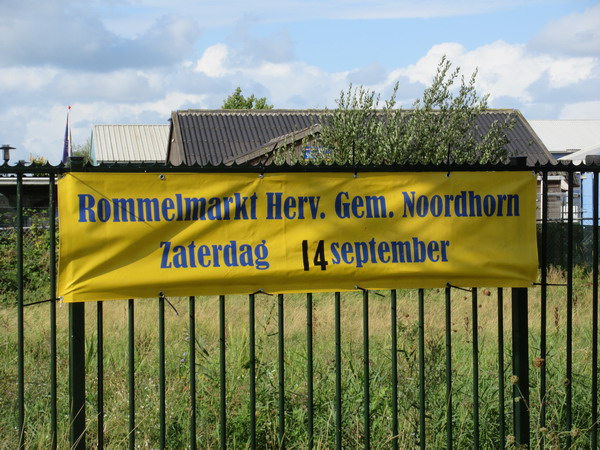 Rommelmarkt Herv. Gem. Noordhorn
Zaterdag 14 september